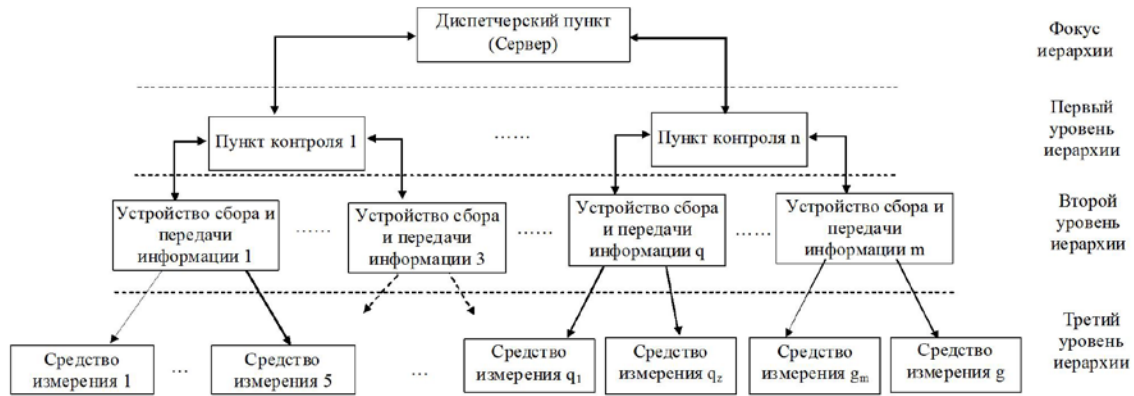 Диспетчерский пункт
(Сервер)
Фокус
иерархии
Пункт контроля 1
......
Пункт контроля n
Первый
уровень
иерархии
Устройство сбора и
передачи
информации 1
......
Устройство сбора
и передачи
информации 3
......
Устройство сбора
и передачи
информации q
......
Устройство сбора и
передачи
информации m
Второй
уровень
иерархии
Средство
измерения 1
...
Средство
измерения 5
...
Средство
измерения q₁
Средство
измерения q_z
Средство
измерения gₘ
Средство
измерения g
Третий
уровень
иерархии